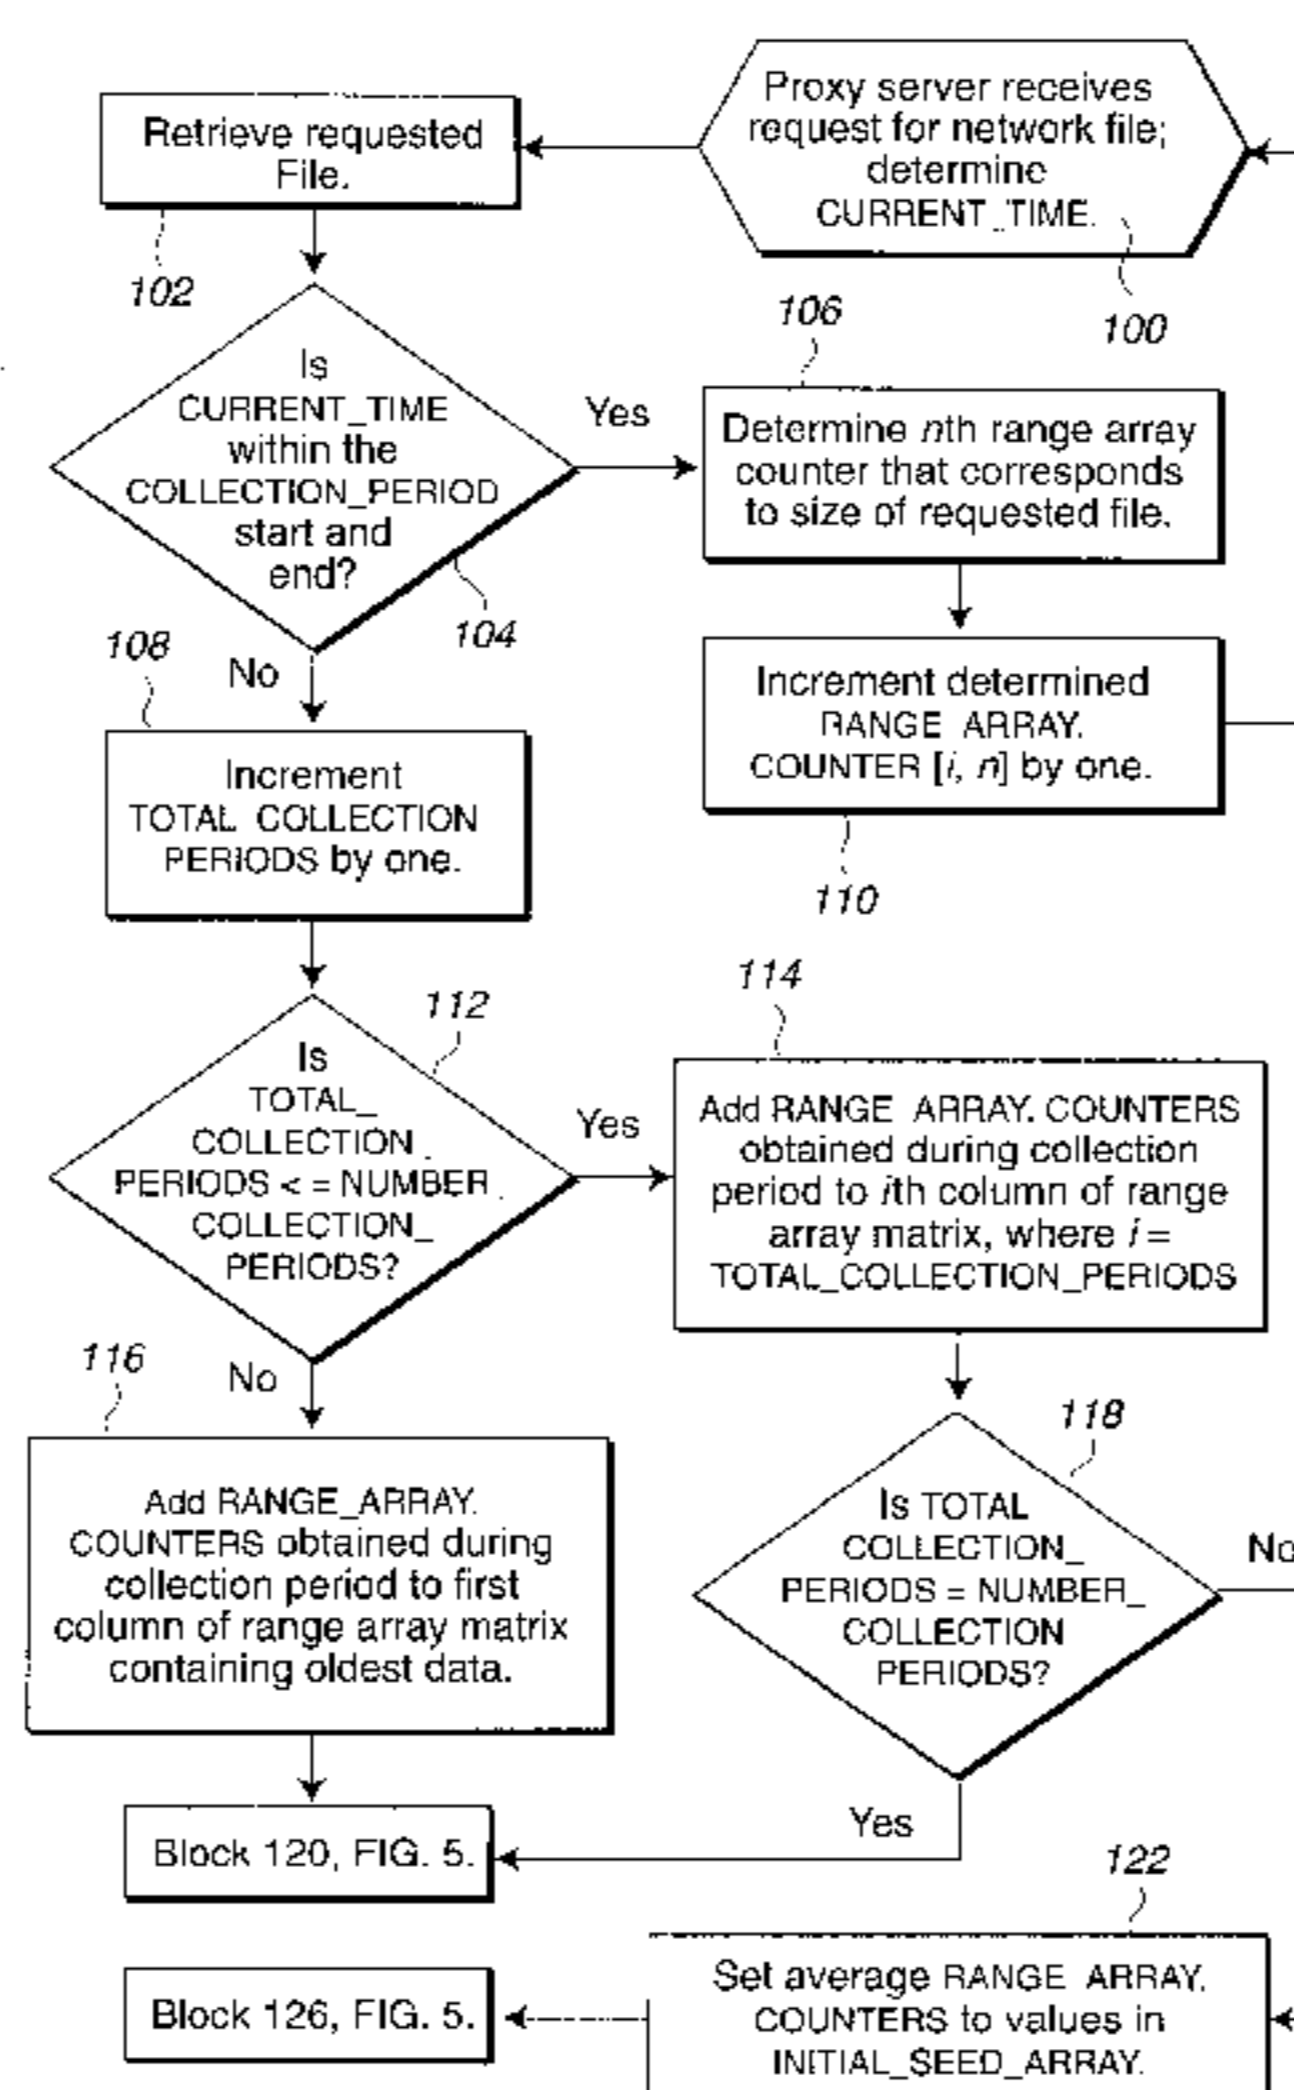 Proxy server receives
request for network file;
determine
CURRENT_TIME.
100
Retrieve requested
File.
102
Is
CURRENT_TIME
within the
COLLECTION_PERIOD
start and
end?
104
Yes
No
106
Determine nth range array
counter that corresponds
to size of requested file.
Increment determined
RANGE ARRAY.
COUNTER [i, n] by one.
110
108
Increment
TOTAL COLLECTION
PERIODS by one.
112
Is
TOTAL_
COLLECTION
PERIODS < = NUMBER
COLLECTION_
PERIODS?
Yes
No
114
Add RANGE ARRAY. COUNTERS
obtained during collection
period to ith column of range
array matrix, where i =
TOTAL_COLLECTION_PERIODS
116
Add RANGE_ARRAY.
COUNTERS obtained during
collection period to first
column of range array matrix
containing oldest data.
118
Is TOTAL
COLLECTION_
PERIODS = NUMBER_
COLLECTION
PERIODS?
No
Yes
Block 120, FIG. 5.
122
Set average RANGE ARRAY.
COUNTERS to values in
INITIAL_SEED_ARRAY.
Block 126, FIG. 5.